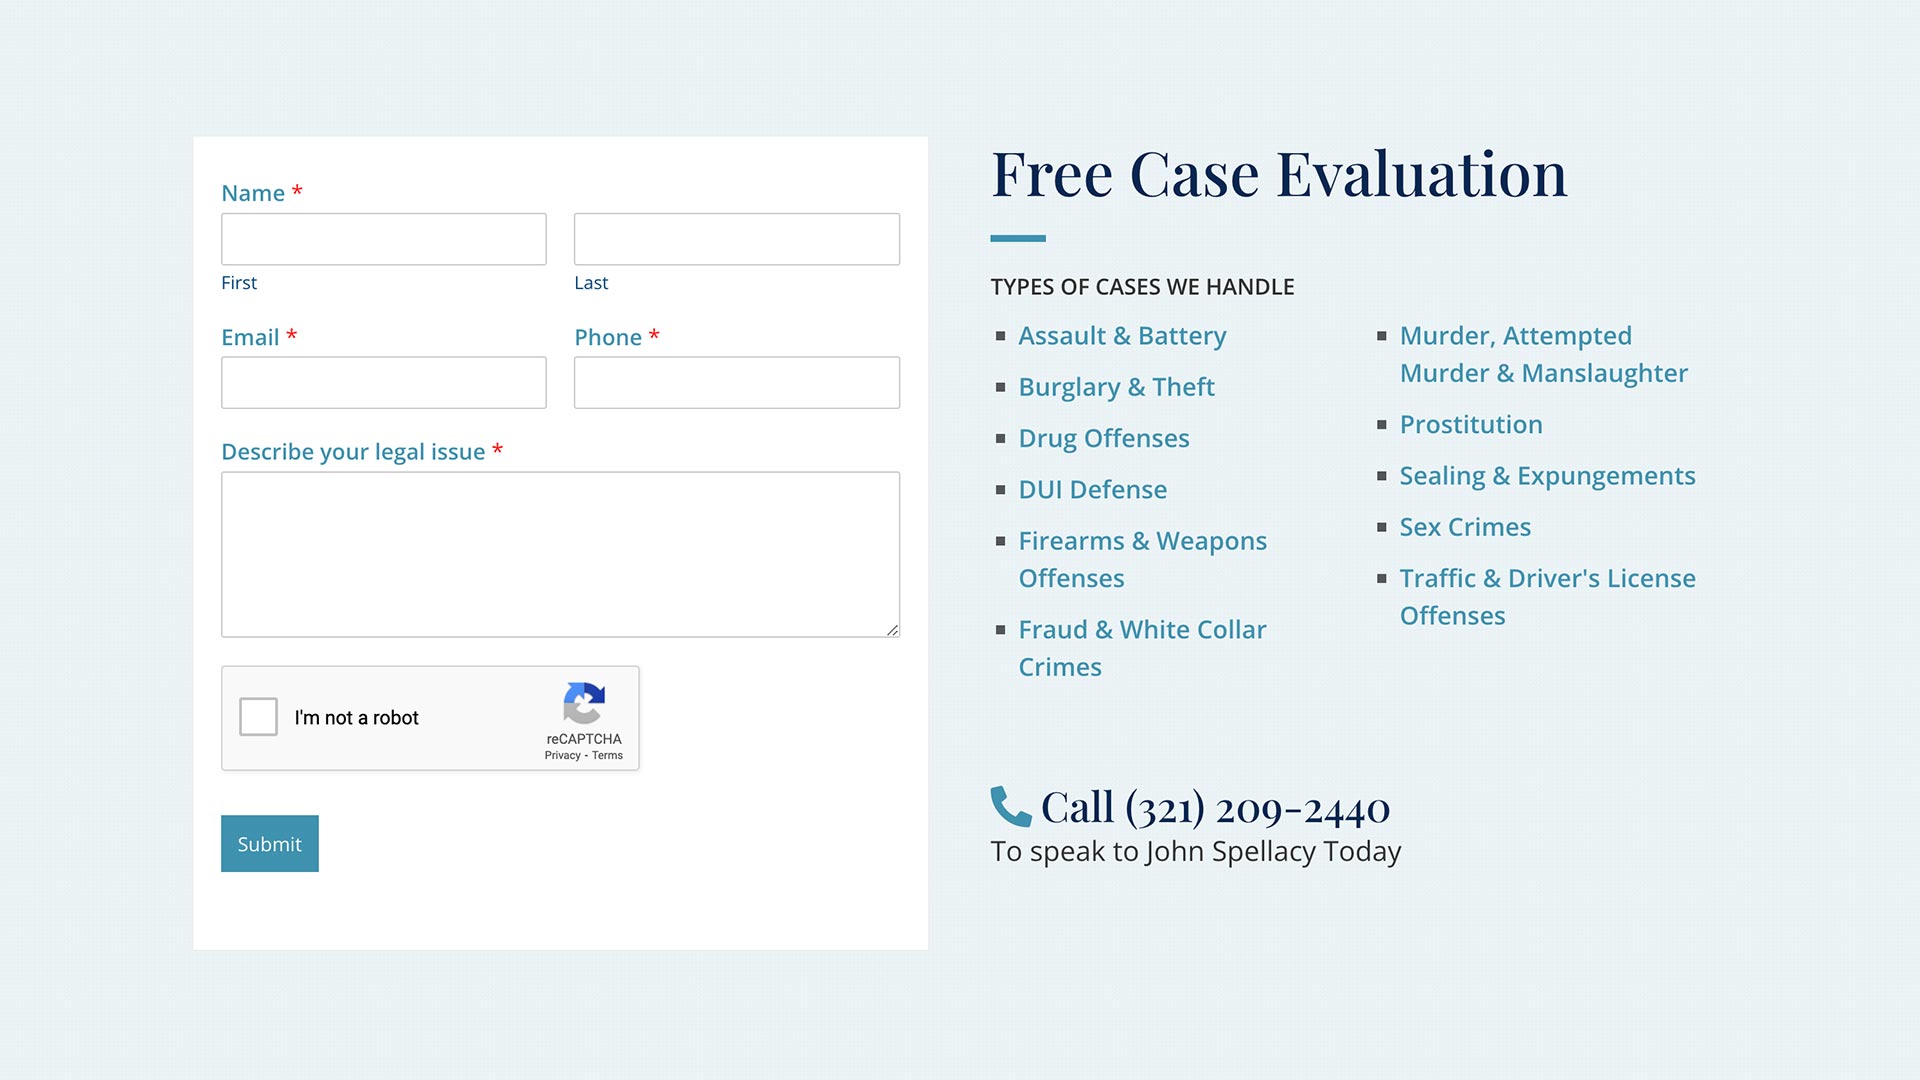 Name *
First
Last
Email *
Phone *
Describe your legal issue *
I'm not a robot
reCAPTCHA
Privacy - Terms
Submit
Free Case Evaluation
TYPES OF CASES WE HANDLE
Assault & Battery
Burglary & Theft
Drug Offenses
DUI Defense
Firearms & Weapons
Offenses
Fraud & White Collar
Crimes
Murder, Attempted
Murder & Manslaughter
Prostitution
Sealing & Expungements
Sex Crimes
Traffic & Driver's License
Offenses
Call (321) 209-2440
To speak to John Spellacy Today